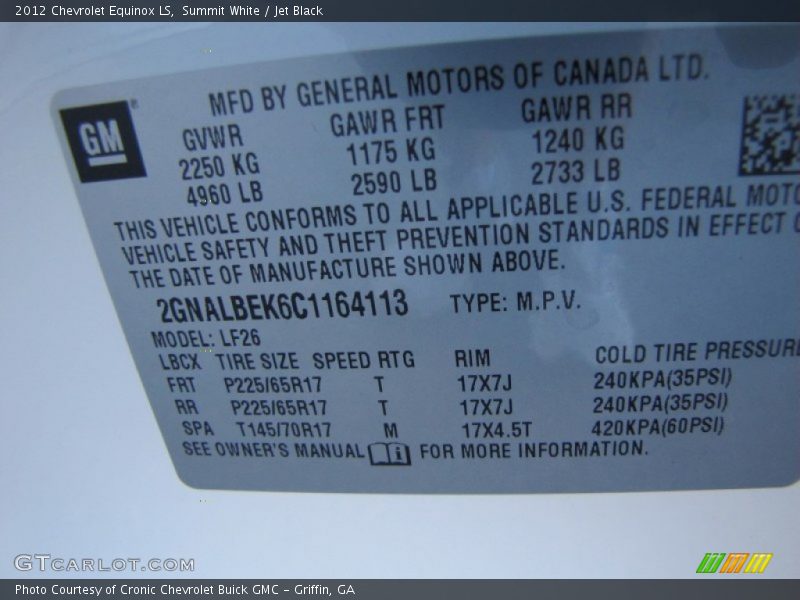 2012 Chevrolet Equinox LS, Summit White / Jet Black
MFD BY GENERAL MOTORS OF CANADA LTD.
GM
GVWR GAWR FRT GAWR RR
2250 KG 1175 KG 1240 KG
4960 LB 2590 LB 2733 LB
THIS VEHICLE CONFORMS TO ALL APPLICABLE U.S. FEDERAL MOTO
VEHICLE SAFETY AND THEFT PREVENTION STANDARDS IN EFFECT O
THE DATE OF MANUFACTURE SHOWN ABOVE.
2GNALBEK6C1164113 TYPE: M.P.V.
MODEL: LF26
LBCX TIRE SIZE SPEED RTG RIM COLD TIRE PRESSURE
FRT P225/65R17 T 17X7J 240KPA(35PSI)
RR P225/65R17 T 17X7J 240KPA(35PSI)
SPA T145/70R17 M 17X4.5T 420KPA(60PSI)
SEE OWNER'S MANUAL FOR MORE INFORMATION.
GTCARLOT.COM
Photo Courtesy of Cronic Chevrolet Buick GMC – Griffin, GA